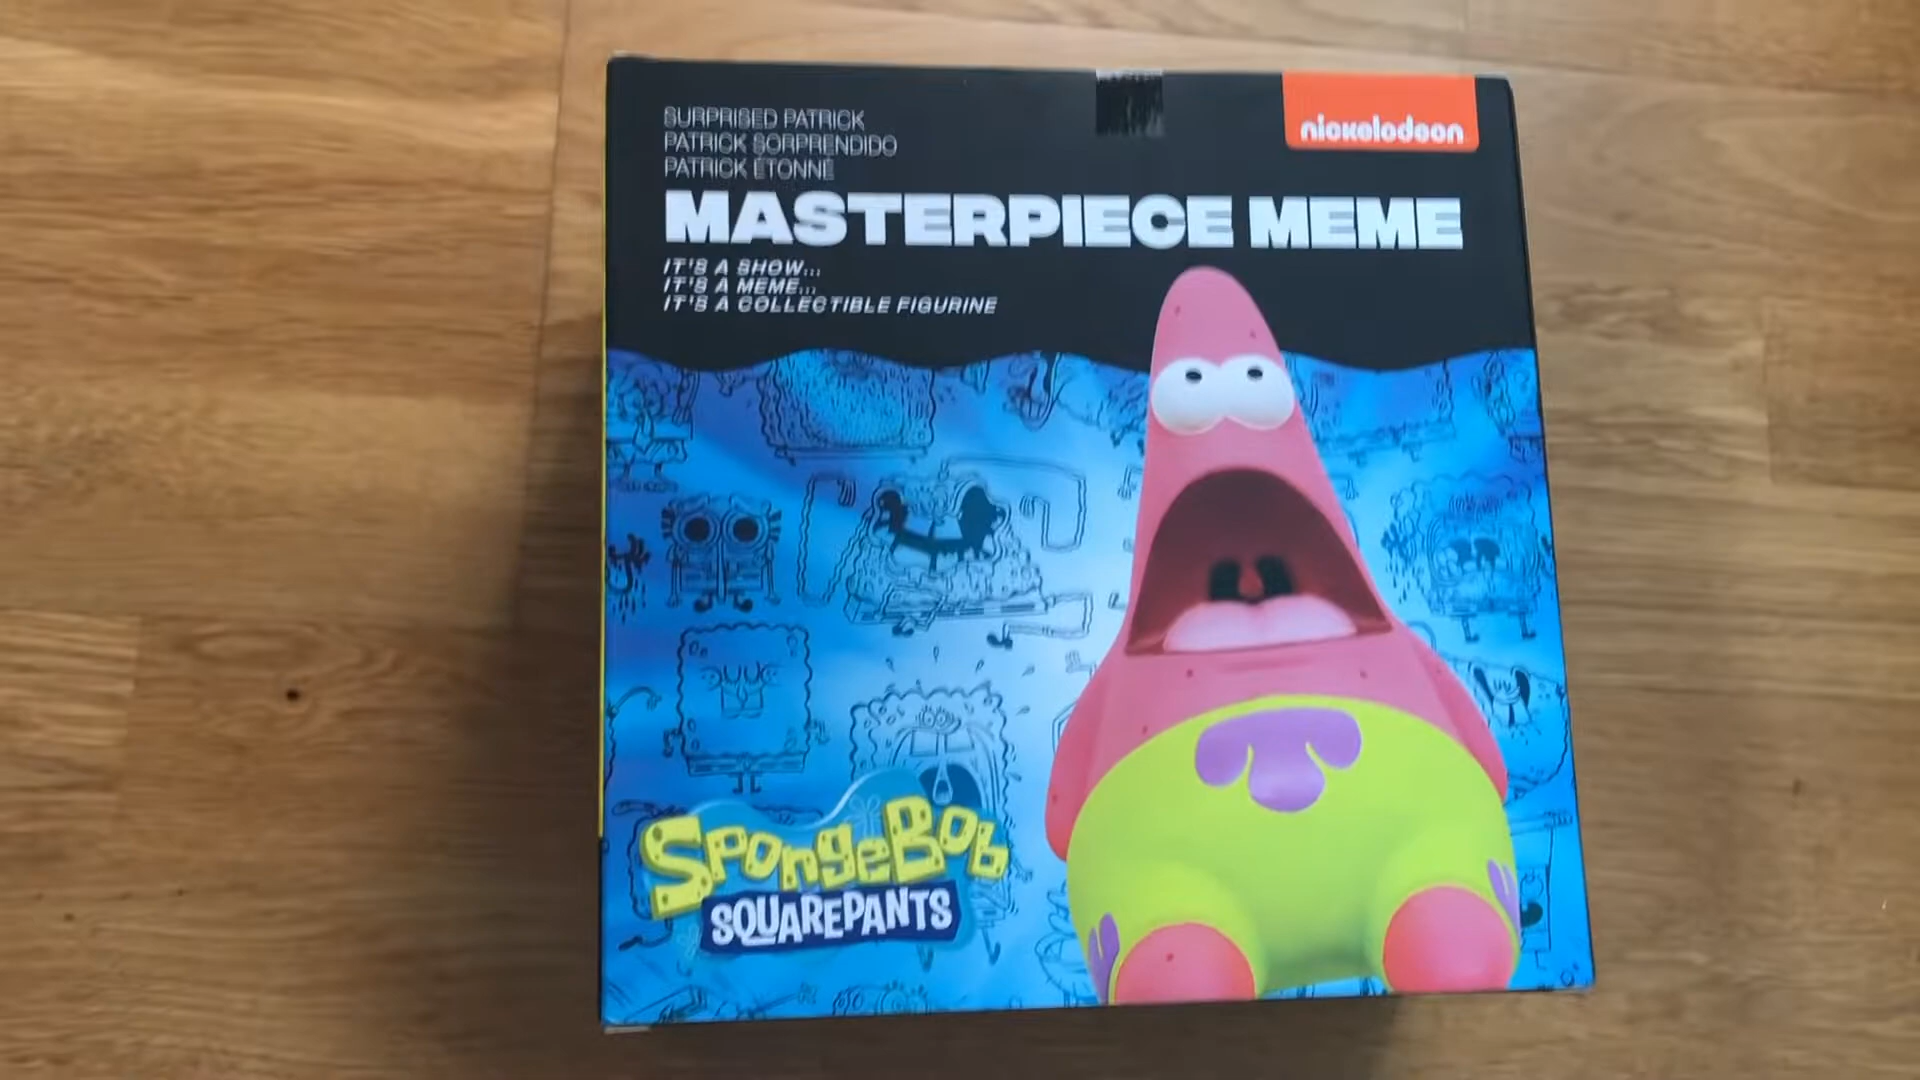 SURPRISED PATRICK
PATRICK SORPRENDIDO
PATRICK ÉTONNÉ
nickelodeon
MASTERPIECE MEME
IT'S A SHOW...
IT'S A MEME...
IT'S A COLLECTIBLE FIGURINE
SPONGEBOB
SQUAREPANTS